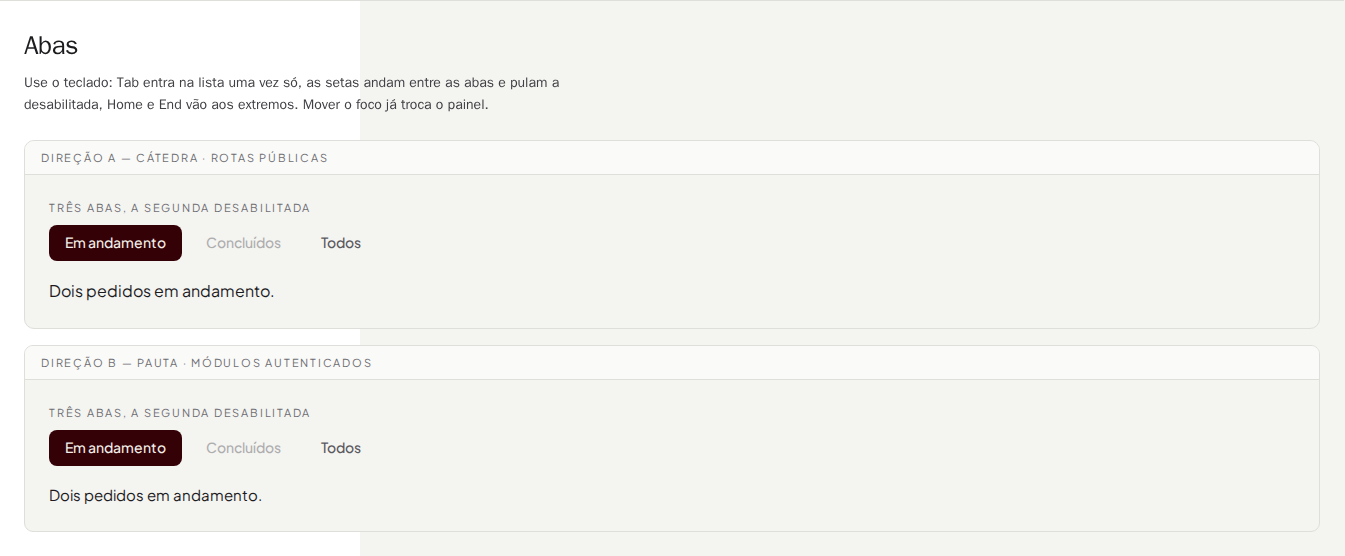 Abas
Use o teclado: Tab entra na lista uma vez só, as setas andam entre as abas e pulam a
desabilitada, Home e End vão aos extremos. Mover o foco já troca o painel.
DIREÇÃO A — CÁTEDRA · ROTAS PÚBLICAS
TRÊS ABAS, A SEGUNDA DESABILITADA
Em andamento Concluídos Todos
Dois pedidos em andamento.
DIREÇÃO B — PAUTA · MÓDULOS AUTENTICADOS
TRÊS ABAS, A SEGUNDA DESABILITADA
Em andamento Concluídos Todos
Dois pedidos em andamento.